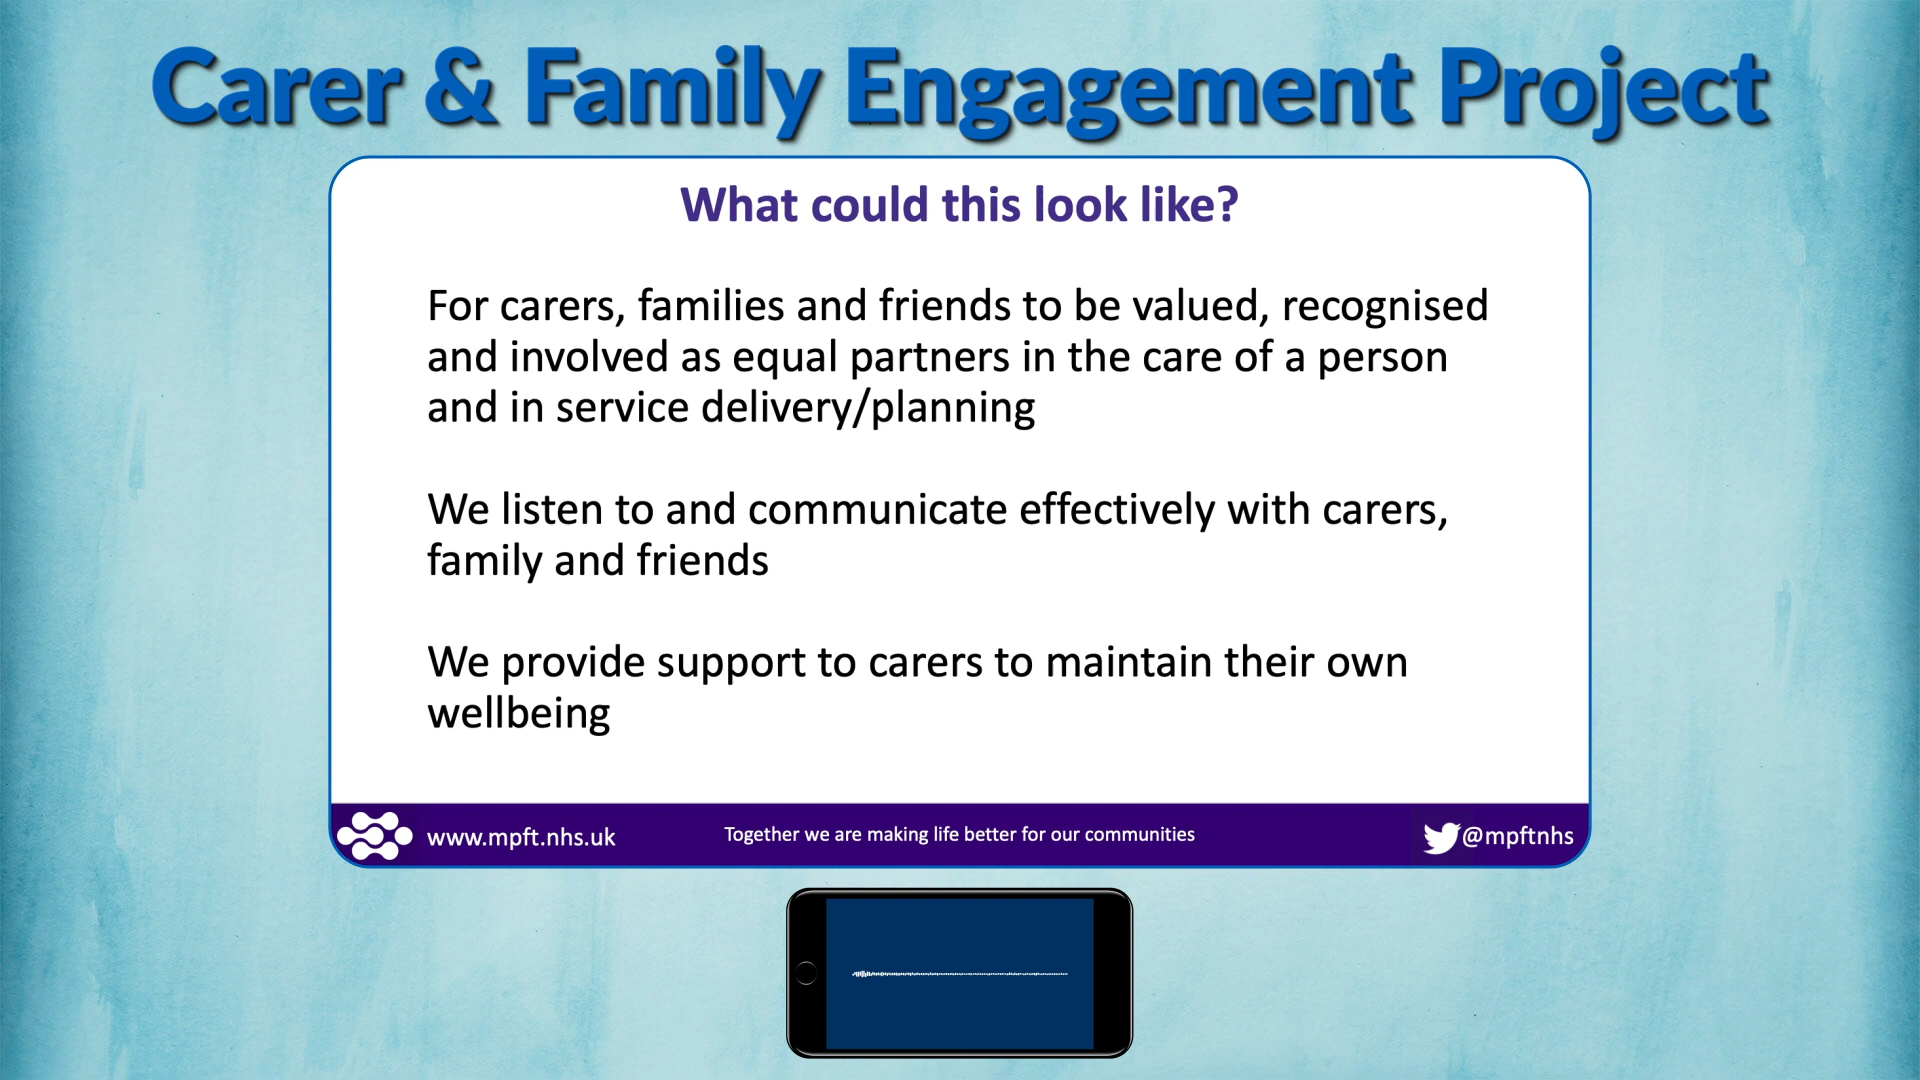 Carer & Family Engagement Project
What could this look like?
For carers, families and friends to be valued, recognised
and involved as equal partners in the care of a person
and in service delivery/planning
We listen to and communicate effectively with carers,
family and friends
We provide support to carers to maintain their own
wellbeing
www.mpft.nhs.uk
Together we are making life better for our communities
@mpftnhs